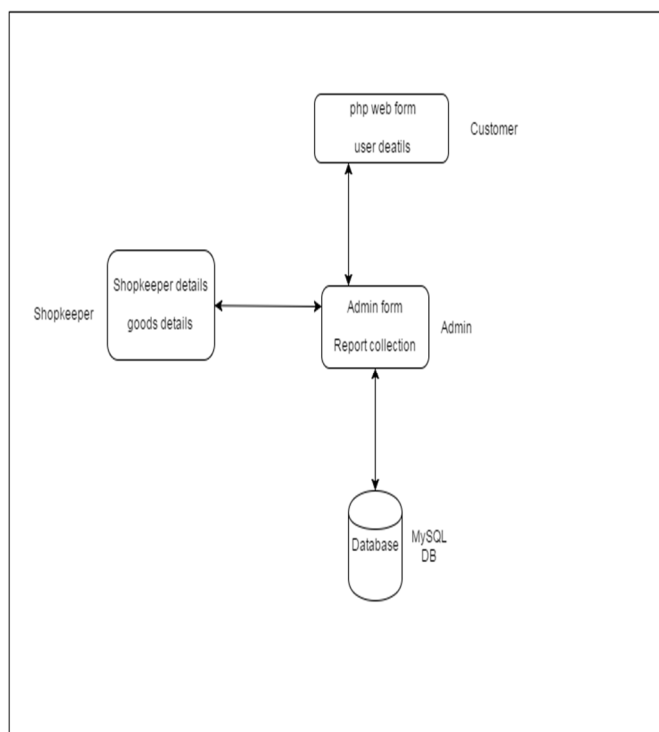 php web form
user deatils
Customer
Shopkeeper details
goods details
Shopkeeper
Admin form
Report collection
Admin
Database
MySQL
DB